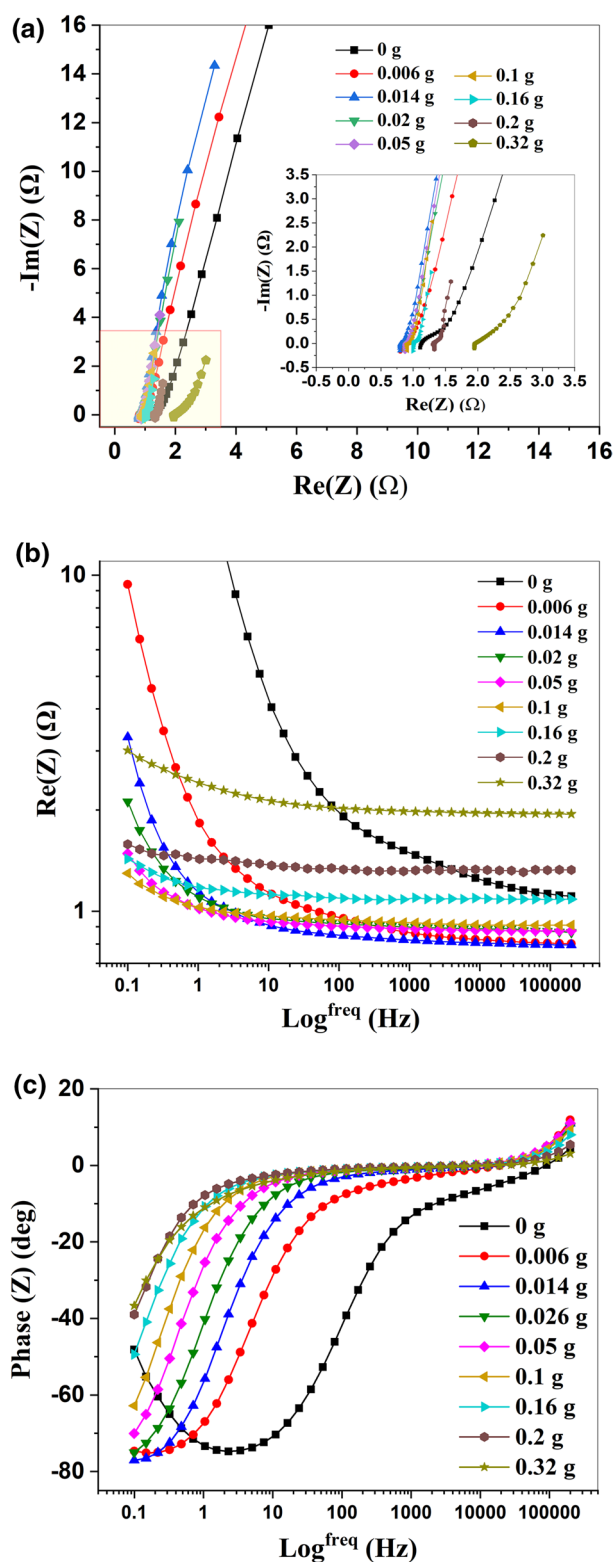 (a)
16
14
12
10
8
6
4
2
0
-Im(Z) (Ω)
0 g
0.006 g
0.014 g
0.02 g
0.05 g
0.1 g
0.16 g
0.2 g
0.32 g
3.5
3.0
2.5
2.0
1.5
1.0
0.5
0.0
-0.5
-Im(Z) (Ω)
-0.5 0.0 0.5 1.0 1.5 2.0 2.5 3.0 3.5
Re(Z) (Ω)
0 2 4 6 8 10 12 14 16
Re(Z) (Ω)
(b)
10
1
Re(Z) (Ω)
0 g
0.006 g
0.014 g
0.02 g
0.05 g
0.1 g
0.16 g
0.2 g
0.32 g
0.1 1 10 100 1000 10000 100000
Log freq (Hz)
(c)
20
0
-20
-40
-60
-80
Phase (Z) (deg)
0 g
0.006 g
0.014 g
0.026 g
0.05 g
0.1 g
0.16 g
0.2 g
0.32 g
0.1 1 10 100 1000 10000 100000
Log freq (Hz)